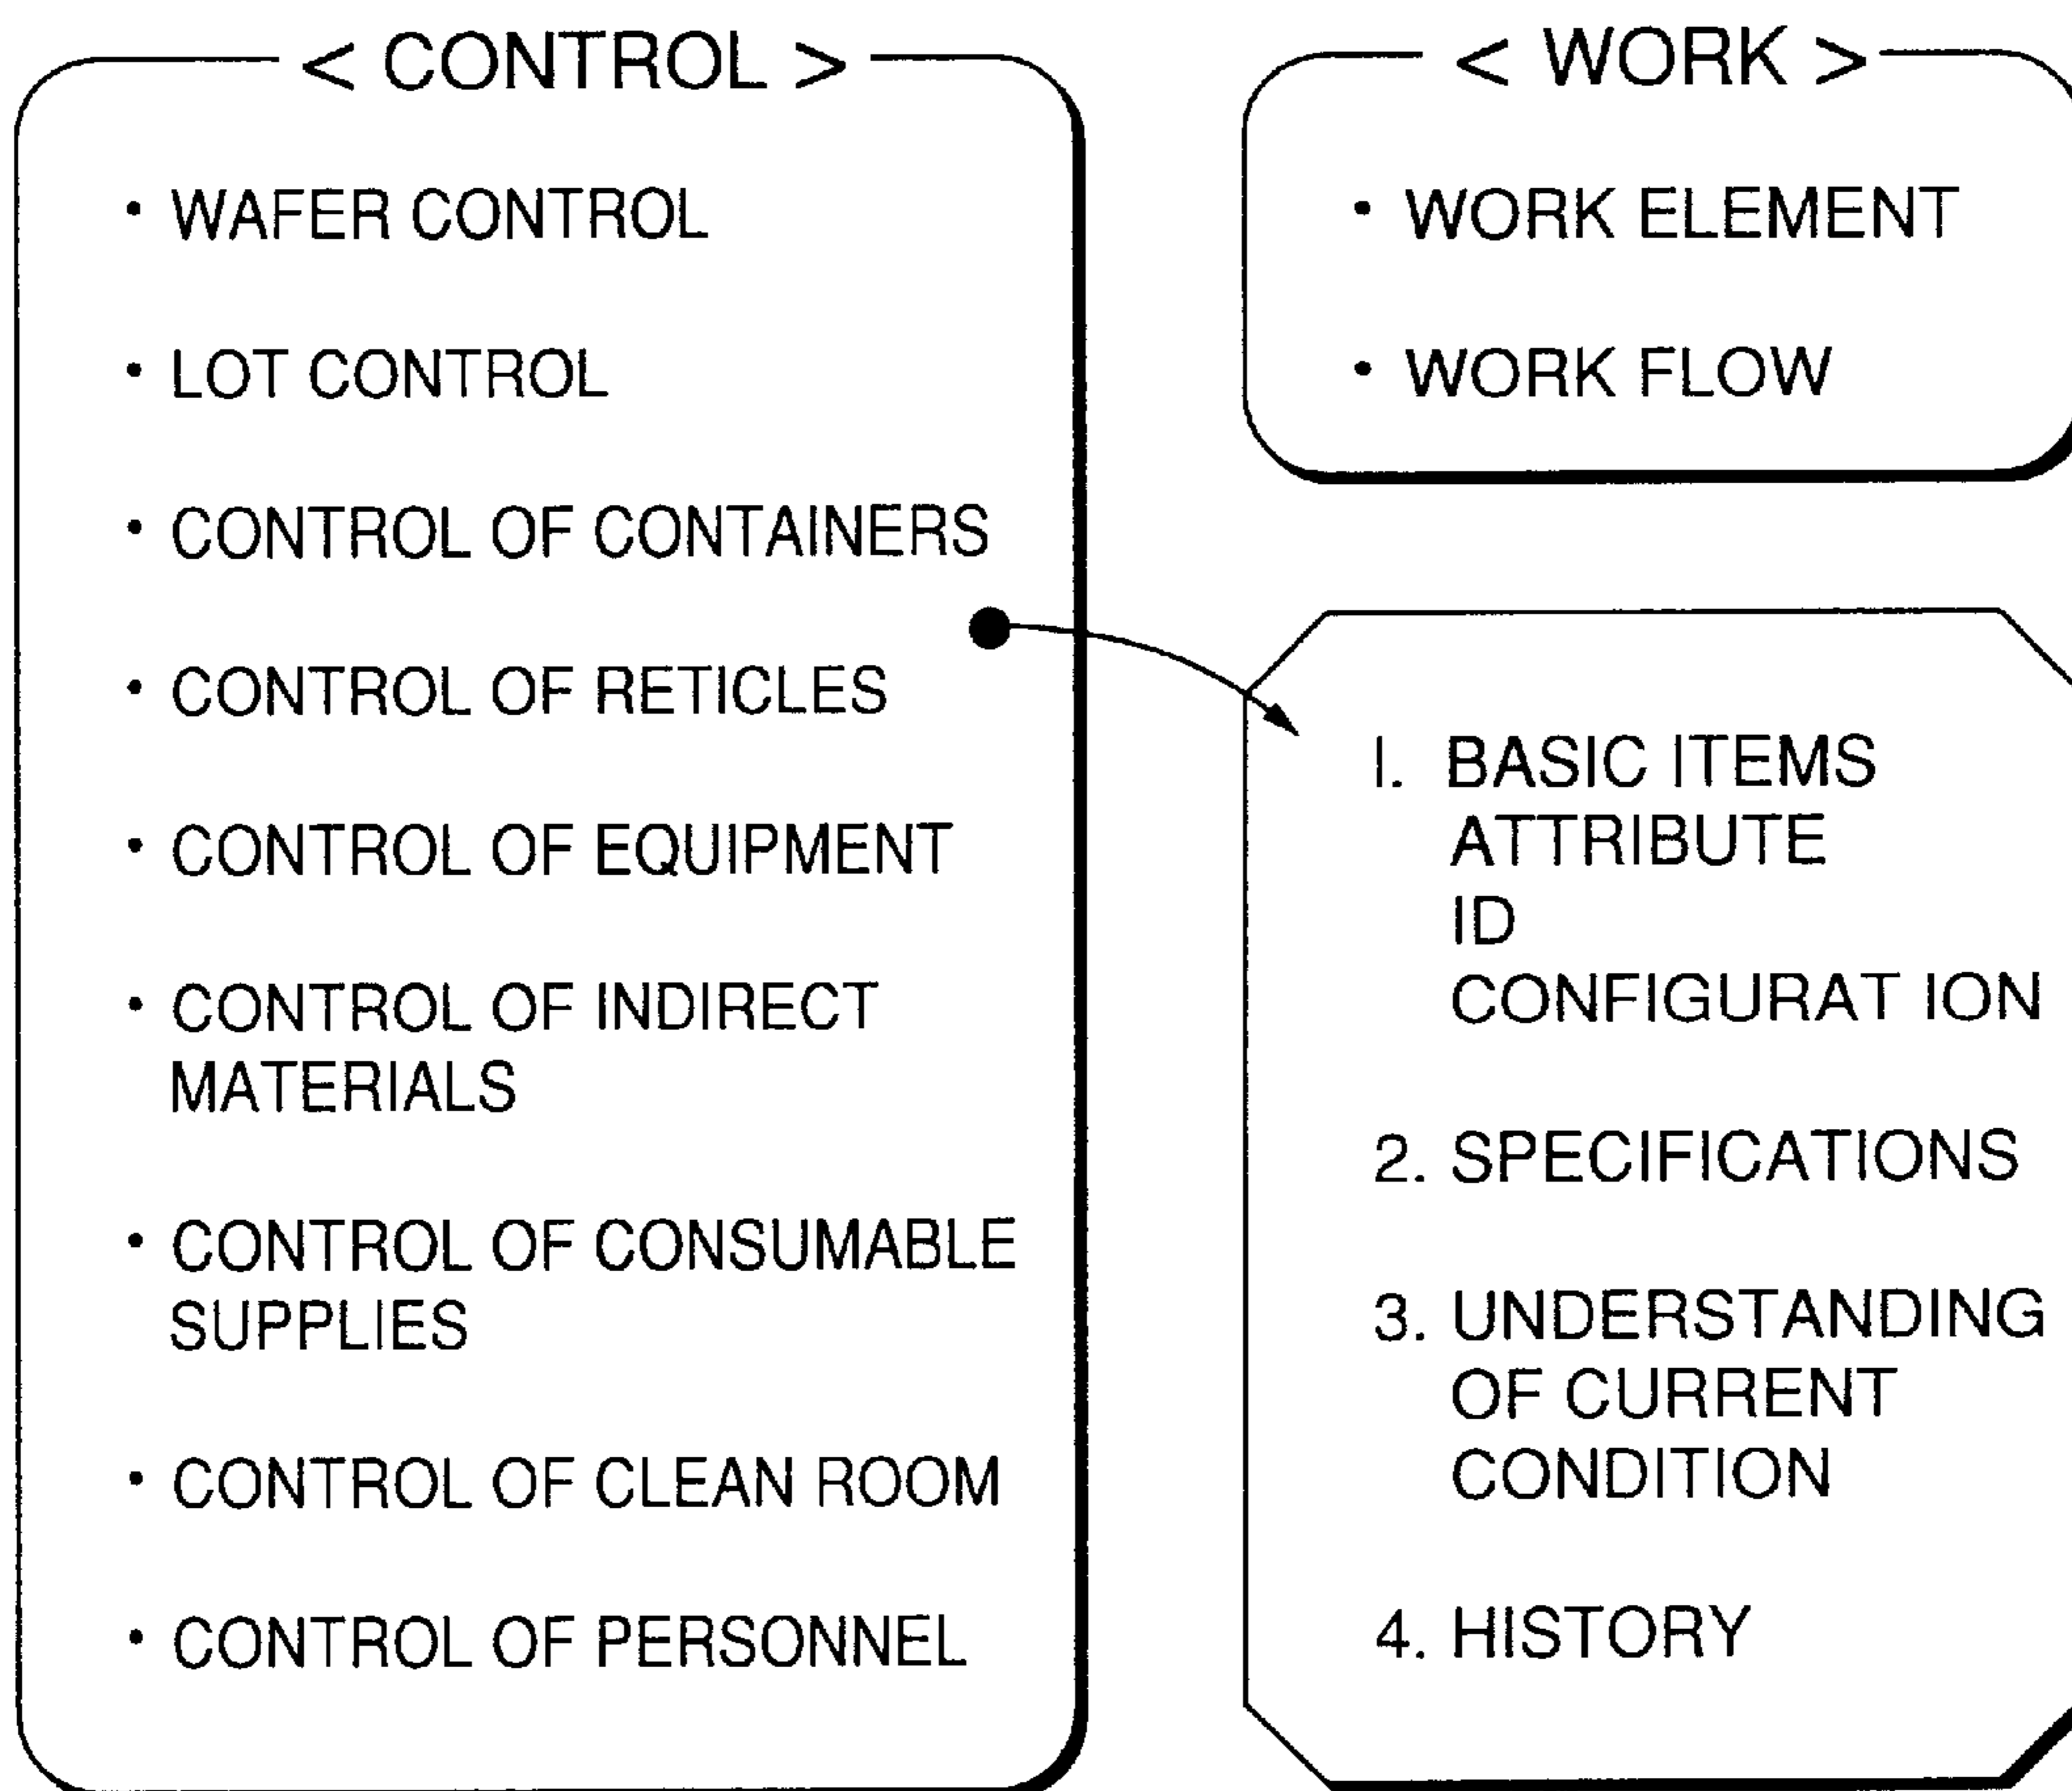 < CONTROL >
• WAFER CONTROL
• LOT CONTROL
• CONTROL OF CONTAINERS
• CONTROL OF RETICLES
• CONTROL OF EQUIPMENT
• CONTROL OF INDIRECT
MATERIALS
• CONTROL OF CONSUMABLE
SUPPLIES
• CONTROL OF CLEAN ROOM
• CONTROL OF PERSONNEL
< WORK >
• WORK ELEMENT
• WORK FLOW
1. BASIC ITEMS
ATTRIBUTE
ID
CONFIGURAT ION
2. SPECIFICATIONS
3. UNDERSTANDING
OF CURRENT
CONDITION
4. HISTORY